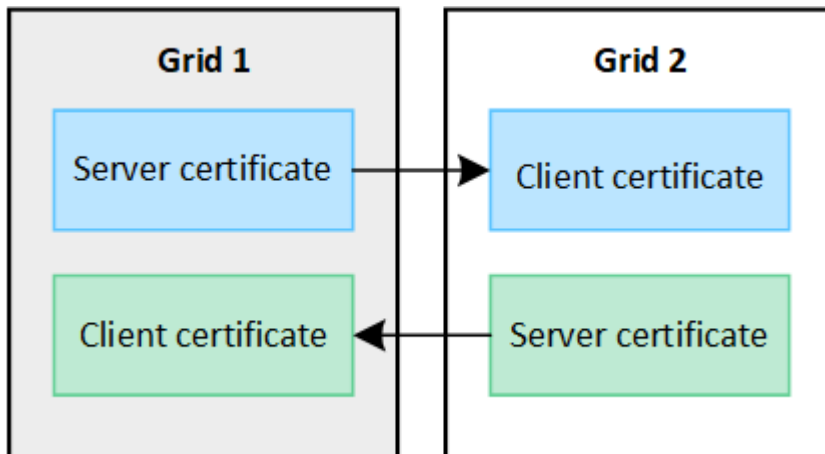 Grid 1
Grid 2
Server certificate
Client certificate
Client certificate
Server certificate